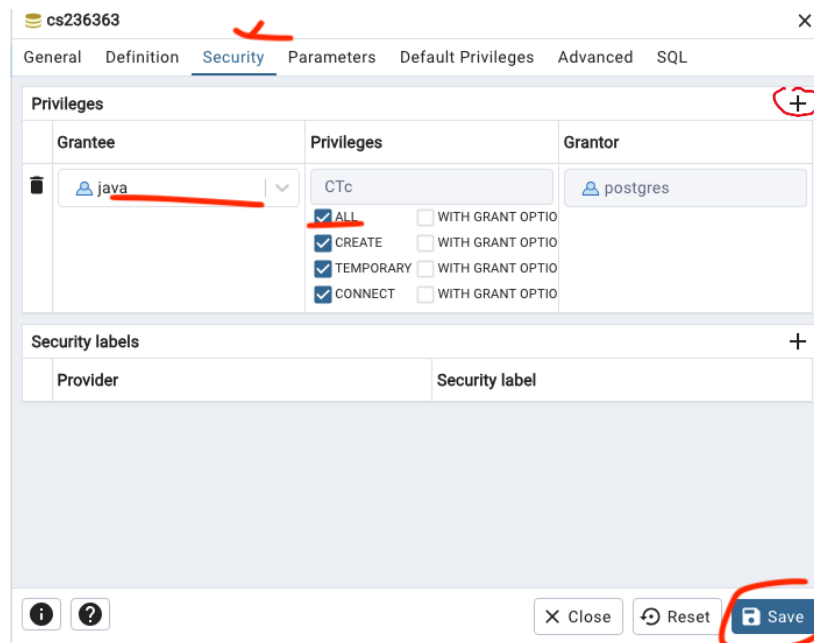 cs236363
General Definition Security Parameters Default Privileges Advanced SQL
Privileges
Grantee Privileges Grantor
java CTc postgres
ALL WITH GRANT OPTIO
CREATE WITH GRANT OPTIO
TEMPORARY WITH GRANT OPTIO
CONNECT WITH GRANT OPTIO
Security labels
Provider Security label
Close Reset Save